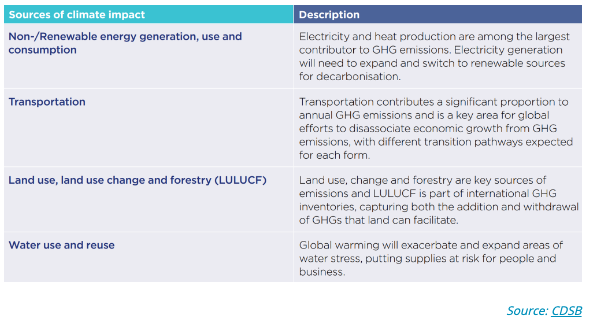 Sources of climate impact
Description
Non-/Renewable energy generation, use and
consumption
Electricity and heat production are among the largest
contributor to GHG emissions. Electricity generation
will need to expand and switch to renewable sources
for decarbonisation.
Transportation
Transportation contributes a significant proportion to
annual GHG emissions and is a key area for global
efforts to disassociate economic growth from GHG
emissions, with different transition pathways expected
for each form.
Land use, land use change and forestry (LULUCF)
Land use, change and forestry are key sources of
emissions and LULUCF is part of international GHG
inventories, capturing both the addition and withdrawal
of GHGs that land can facilitate.
Water use and reuse
Global warming will exacerbate and expand areas of
water stress, putting supplies at risk for people and
business.
Source: CDSB